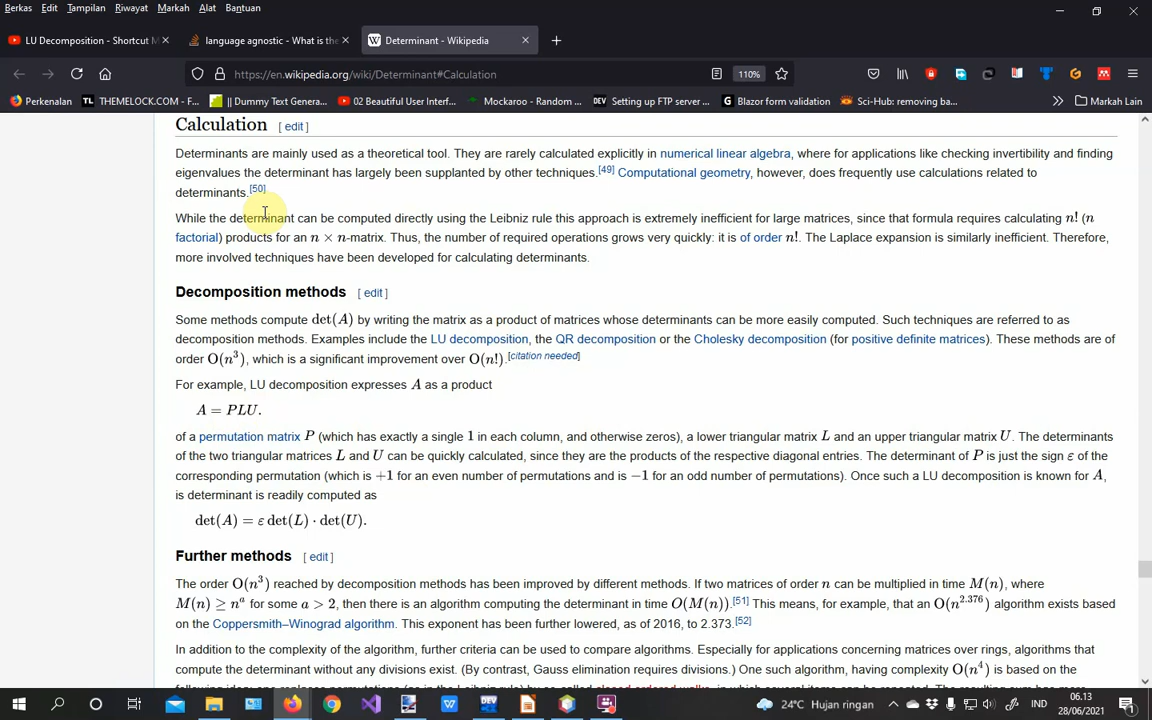 Berkas Edit Tampilan Riwayat Markah Alat Bantuan
LU Decomposition - Shortcut M
language agnostic - What is the
Determinant - Wikipedia
https://en.wikipedia.org/wiki/Determinant#Calculation
110%
Perkenalan
THEMELOCK.COM - F...
|| Dummy Text Genera...
02 Beautiful User Interf...
Mockaroo - Random ...
Setting up FTP server ...
Blazor form validation
Sci-Hub: removing ba...
Markah Lain
Calculation [ edit ]
Determinants are mainly used as a theoretical tool. They are rarely calculated explicitly in numerical linear algebra, where for applications like checking invertibility and finding
eigenvalues the determinant has largely been supplanted by other techniques.[49] Computational geometry, however, does frequently use calculations related to
determinants.[50]
While the determinant can be computed directly using the Leibniz rule this approach is extremely inefficient for large matrices, since that formula requires calculating n! (n
factorial) products for an n × n-matrix. Thus, the number of required operations grows very quickly: it is of order n!. The Laplace expansion is similarly inefficient. Therefore,
more involved techniques have been developed for calculating determinants.
Decomposition methods [ edit ]
Some methods compute det(A) by writing the matrix as a product of matrices whose determinants can be more easily computed. Such techniques are referred to as
decomposition methods. Examples include the LU decomposition, the QR decomposition or the Cholesky decomposition (for positive definite matrices). These methods are of
order O(n³), which is a significant improvement over O(n!).[citation needed]
For example, LU decomposition expresses A as a product
A = PLU.
of a permutation matrix P (which has exactly a single 1 in each column, and otherwise zeros), a lower triangular matrix L and an upper triangular matrix U. The determinants
of the two triangular matrices L and U can be quickly calculated, since they are the products of the respective diagonal entries. The determinant of P is just the sign ε of the
corresponding permutation (which is +1 for an even number of permutations and is −1 for an odd number of permutations). Once such a LU decomposition is known for A,
is determinant is readily computed as
det(A) = ε det(L) · det(U).
Further methods [ edit ]
The order O(n³) reached by decomposition methods has been improved by different methods. If two matrices of order n can be multiplied in time M(n), where
M(n) ≥ nᵃ for some a > 2, then there is an algorithm computing the determinant in time O(M(n)).[51] This means, for example, that an O(n^2.376) algorithm exists based
on the Coppersmith–Winograd algorithm. This exponent has been further lowered, as of 2016, to 2.373.[52]
In addition to the complexity of the algorithm, further criteria can be used to compare algorithms. Especially for applications concerning matrices over rings, algorithms that
compute the determinant without any divisions exist. (By contrast, Gauss elimination requires divisions.) One such algorithm, having complexity O(n⁴) is based on the
24°C Hujan ringan
IND
06.13
28/06/2021